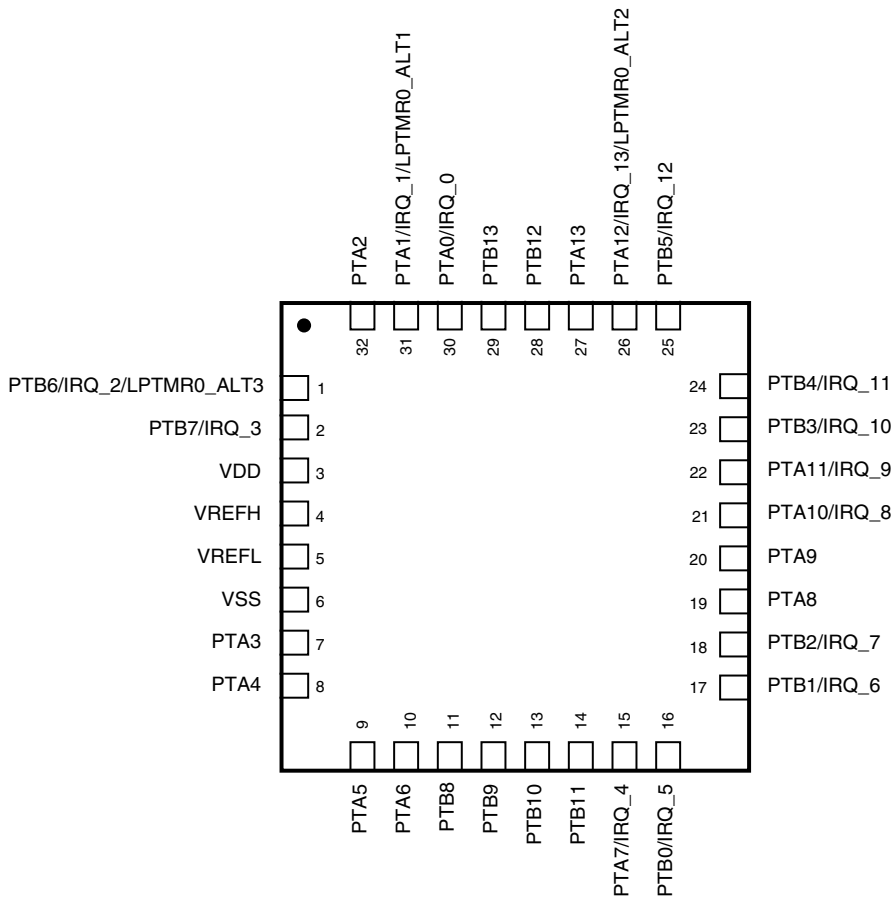 PTA2
PTA1/IRQ_1/LPTMR0_ALT1
PTA0/IRQ_0
PTB13
PTB12
PTA13
PTA12/IRQ_13/LPTMR0_ALT2
PTB5/IRQ_12
32
31
30
29
28
27
26
25
PTB6/IRQ_2/LPTMR0_ALT3
1
PTB7/IRQ_3
2
VDD
3
VREFH
4
VREFL
5
VSS
6
PTA3
7
PTA4
8
24
PTB4/IRQ_11
23
PTB3/IRQ_10
22
PTA11/IRQ_9
21
PTA10/IRQ_8
20
PTA9
19
PTA8
18
PTB2/IRQ_7
17
PTB1/IRQ_6
9
10
11
12
13
14
15
16
PTA5
PTA6
PTB8
PTB9
PTB10
PTB11
PTA7/IRQ_4
PTB0/IRQ_5